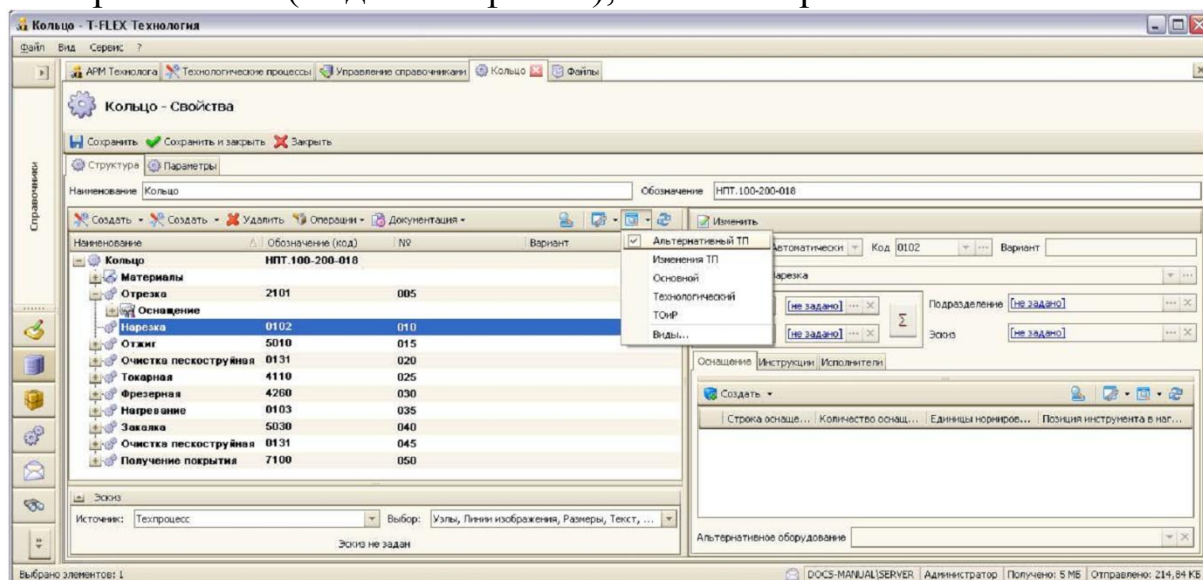 Кольцо - T-FLEX Технология
Файл Вид Сервис ?
АРМ Технолога Технологические процессы Управление справочниками Кольцо Файлы
Кольцо - Свойства
Сохранить Сохранить и закрыть Закрыть
Справочники
Структура Параметры
Наименование Кольцо Обозначение НПТ.100-200-018
Создать Создать Удалить Операции Документация
Изменить
Наименование Обозначение (код) № Вариант
Кольцо НПТ.100-200-018
Материалы
Отрезка 2101 005
Оснащение
Нарезка 0102 010
Отжиг 5010 015
Очистка пескоструйная 0131 020
Токарная 4110 025
Фрезерная 4260 030
Нагревание 0103 035
Закалка 5030 040
Очистка пескоструйная 0131 045
Получение покрытия 7100 050
Альтернативный ТП
Изменения ТП
Основной
Технологический
ТОиР
Виды...
Автоматически Код 0102 Вариант
[не задано] Подразделение [не задано]
[не задано] Σ Эскиз [не задано]
Оснащение Инструкции Исполнители
Создать
Строка оснаще... Количество оснащ... Единицы нормиров... Позиция инструмента в наг...
Эскиз
Источник: Техпроцесс Выбор: Узлы, Линии изображения, Размеры, Текст, ...
Эскиз не задан
Альтернативное оборудование
Выбрано элементов: 1 DOCS-MANUAL\SERVER Администратор Получено: 5 МБ Отправлено: 214,84 КБ